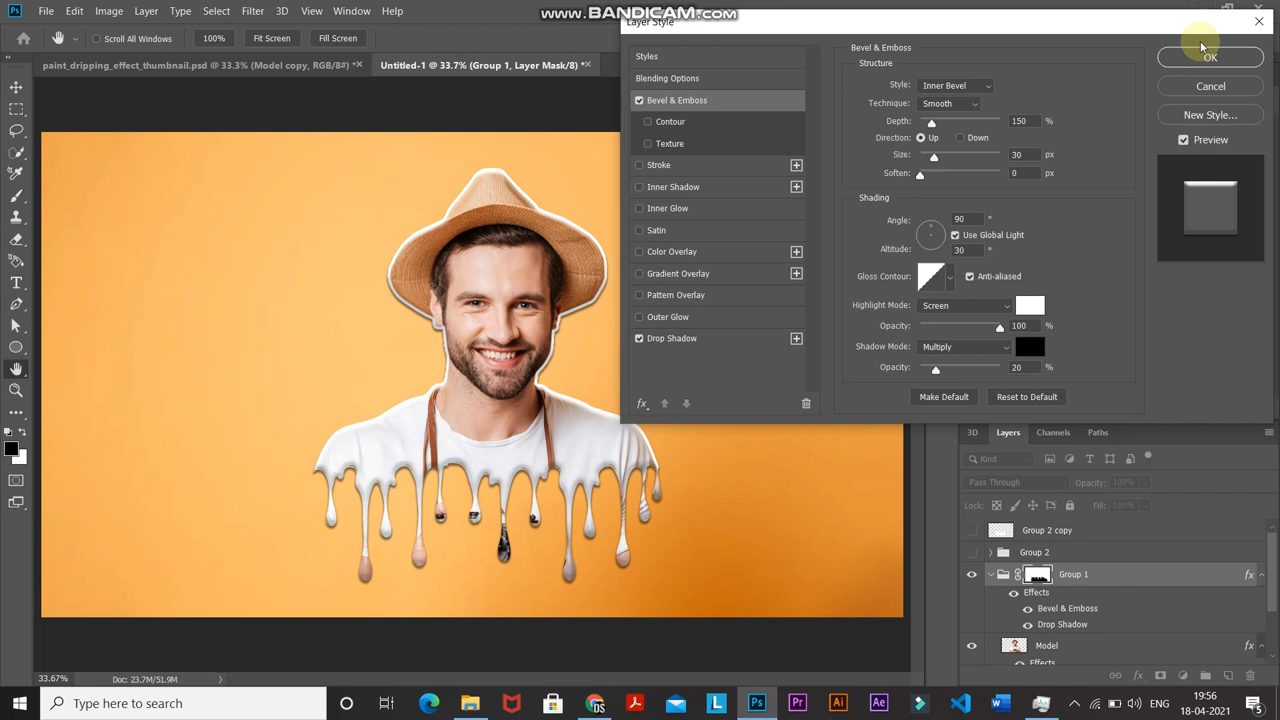 Ps File Edit Image Layer Type Select Filter 3D View Window Help
WWW.BANDICAM.COM
Layer Style
Scroll All Windows 100% Fit Screen Fill Screen
paint_dripping_effect_thumbnail.psd @ 33.3% (Model copy, RGB/8#) * × Untitled-1 @ 33.7% (Group 1, Layer Mask/8) * ×
Styles
Blending Options
Bevel & Emboss
Contour
Texture
Stroke
Inner Shadow
Inner Glow
Satin
Color Overlay
Gradient Overlay
Pattern Overlay
Outer Glow
Drop Shadow
fx
Bevel & Emboss
Structure
Style: Inner Bevel
Technique: Smooth
Depth: 150 %
Direction: Up Down
Size: 30 px
Soften: 0 px
Shading
Angle: 90 °
Use Global Light
Altitude: 30 °
Gloss Contour: Anti-aliased
Highlight Mode: Screen
Opacity: 100 %
Shadow Mode: Multiply
Opacity: 20 %
Make Default Reset to Default
OK
Cancel
New Style...
Preview
3D Layers Channels Paths
Kind
Pass Through Opacity: 100%
Lock: Fill: 100%
Group 2 copy
Group 2
Group 1 fx
Effects
Bevel & Emboss
Drop Shadow
Model fx
Effects
33.67% Doc: 23.7M/51.9M
Type here to search
Ps Pr Ai Ae
ENG
19:56
18-04-2021
5